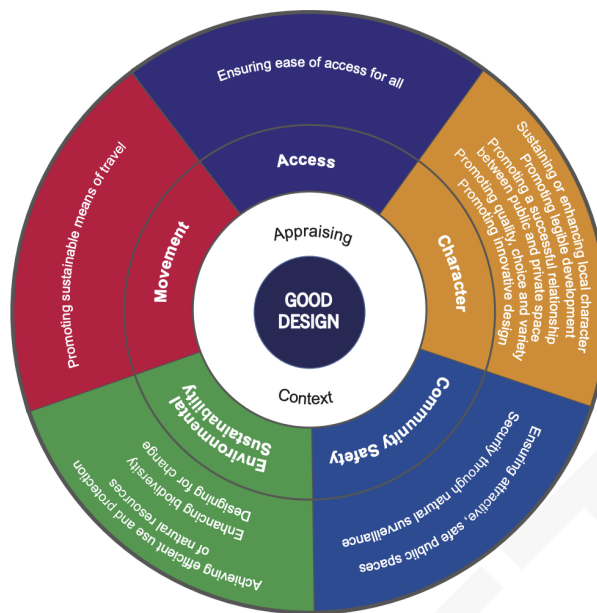 Ensuring ease of access for all
Access
Sustaining or enhancing local character
Promoting legible development
Promoting a successful relationship
between public and private space
Promoting quality, choice and variety
Promoting innovative design
Character
Ensuring attractive, safe public spaces
Security through natural surveillance
Community Safety
Achieving efficient use and protection
of natural resources
Enhancing biodiversity
Designing for change
Environmental
Sustainability
Promoting sustainable means of travel
Movement
Appraising
GOOD
DESIGN
Context